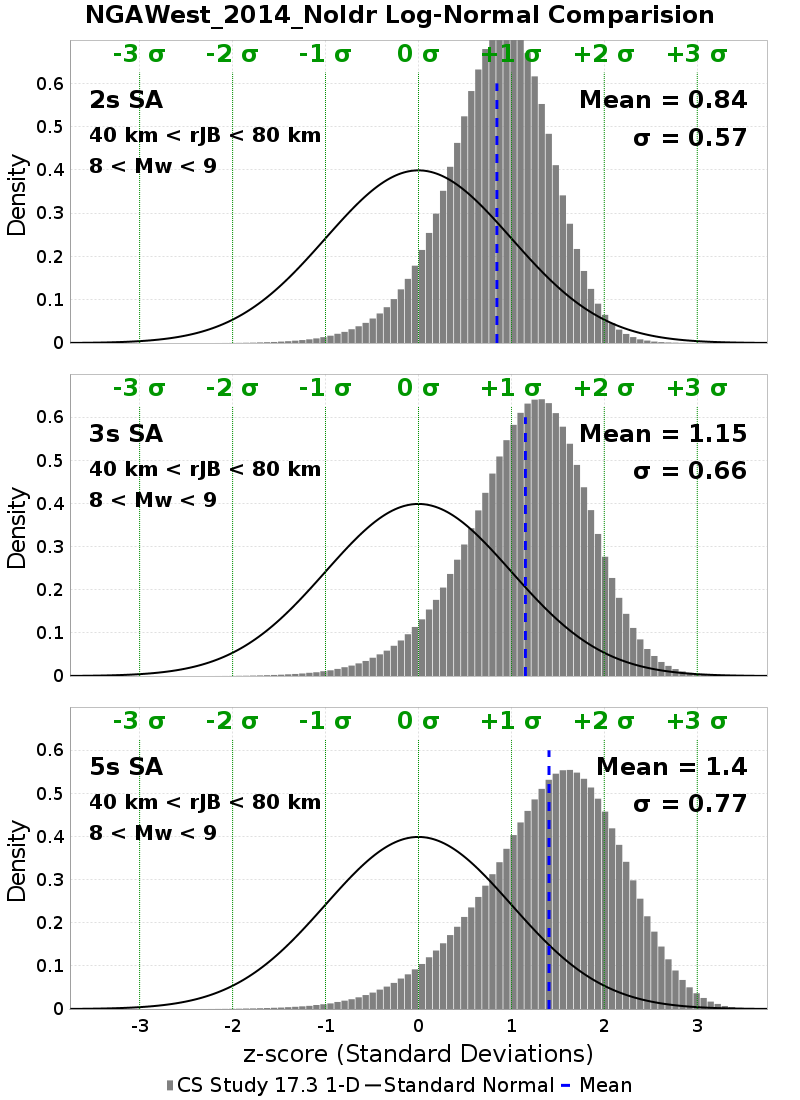 NGAWest_2014_NoIdr Log-Normal Comparision
-3 σ -2 σ -1 σ 0 σ +1 σ +2 σ +3 σ
0.6
2s SA Mean = 0.84
0.5
40 km < rJB < 80 km σ = 0.57
8 < Mw < 9
0.4
0.3
0.2
0.1
0
Density
-3 σ -2 σ -1 σ 0 σ +1 σ +2 σ +3 σ
0.6
3s SA Mean = 1.15
0.5
40 km < rJB < 80 km σ = 0.66
8 < Mw < 9
0.4
0.3
0.2
0.1
0
Density
-3 σ -2 σ -1 σ 0 σ +1 σ +2 σ +3 σ
0.6
5s SA Mean = 1.4
0.5
40 km < rJB < 80 km σ = 0.77
8 < Mw < 9
0.4
0.3
0.2
0.1
0
Density
-3 -2 -1 0 1 2 3
z-score (Standard Deviations)
CS Study 17.3 1-D Standard Normal Mean